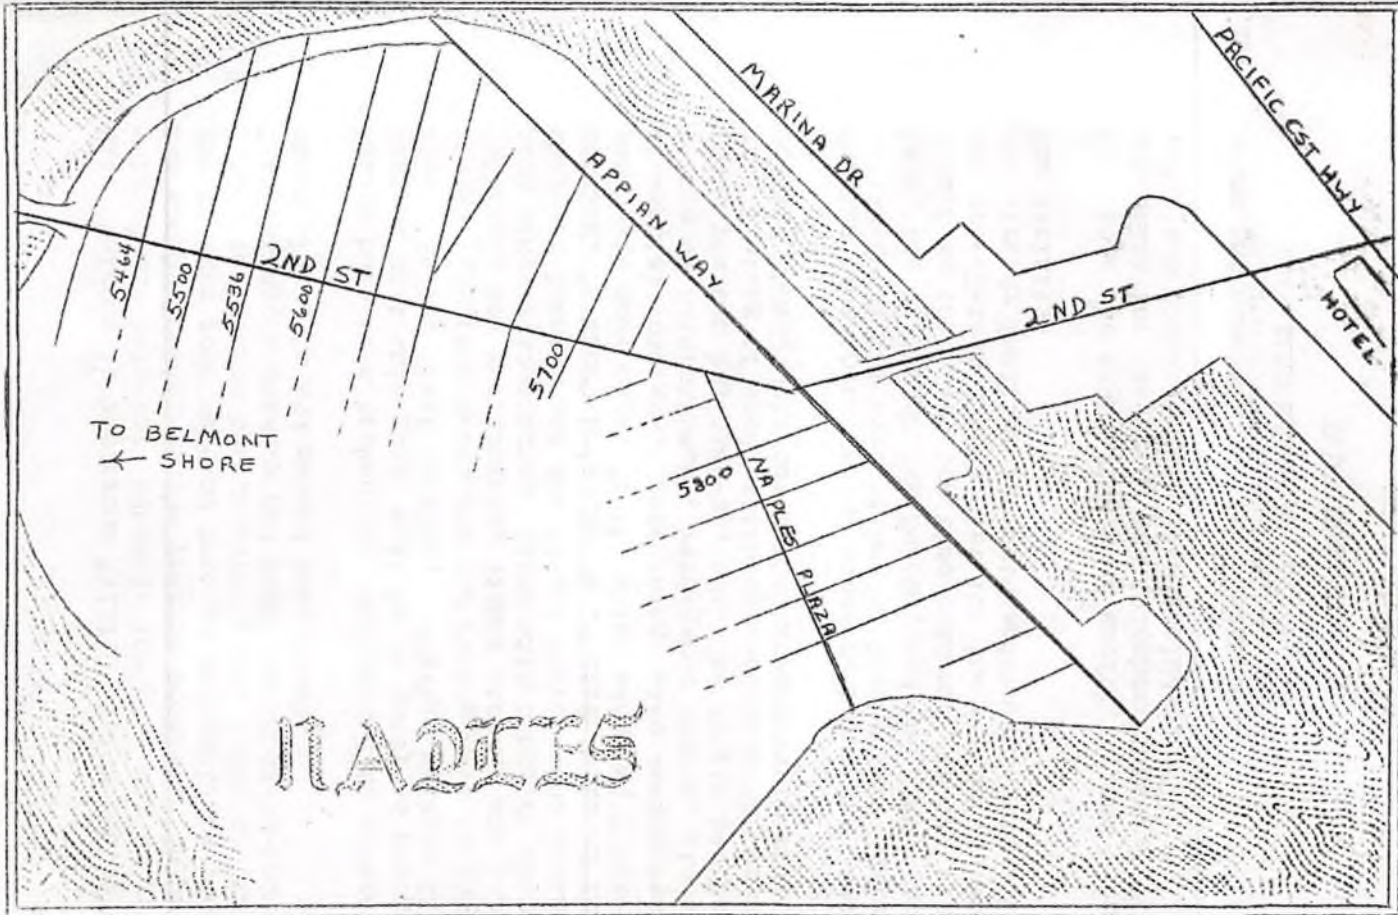 PACIFIC CST HWY
MARINA DR
APPIAN WAY
2ND ST
2ND ST
HOTEL
5464
5500
5536
5600
5700
TO BELMONT
← SHORE
5800
NAPLES PLAZA
NAPLES